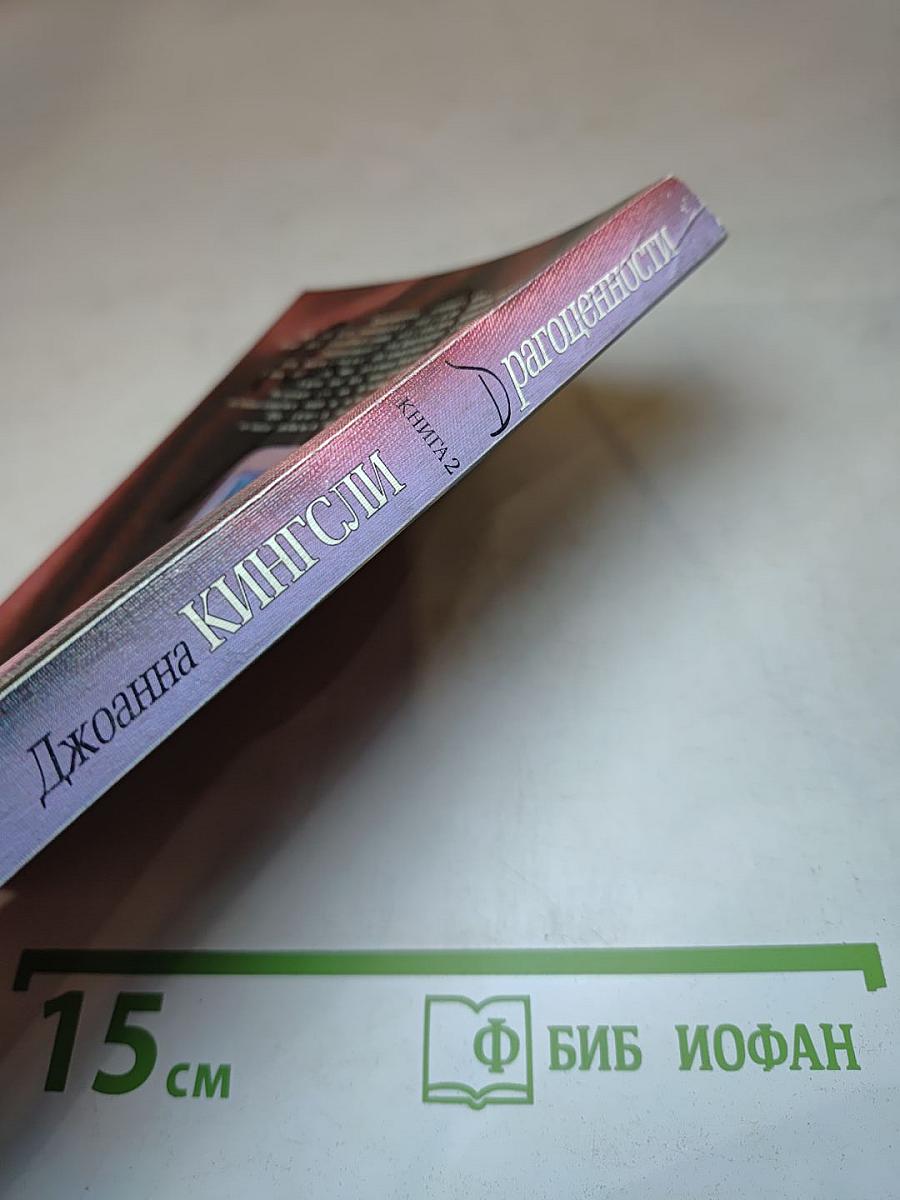 Джоанна КИНГСЛИ
КНИГА 2
Драгоценности
15 см
Ф БИБ ИОФАН